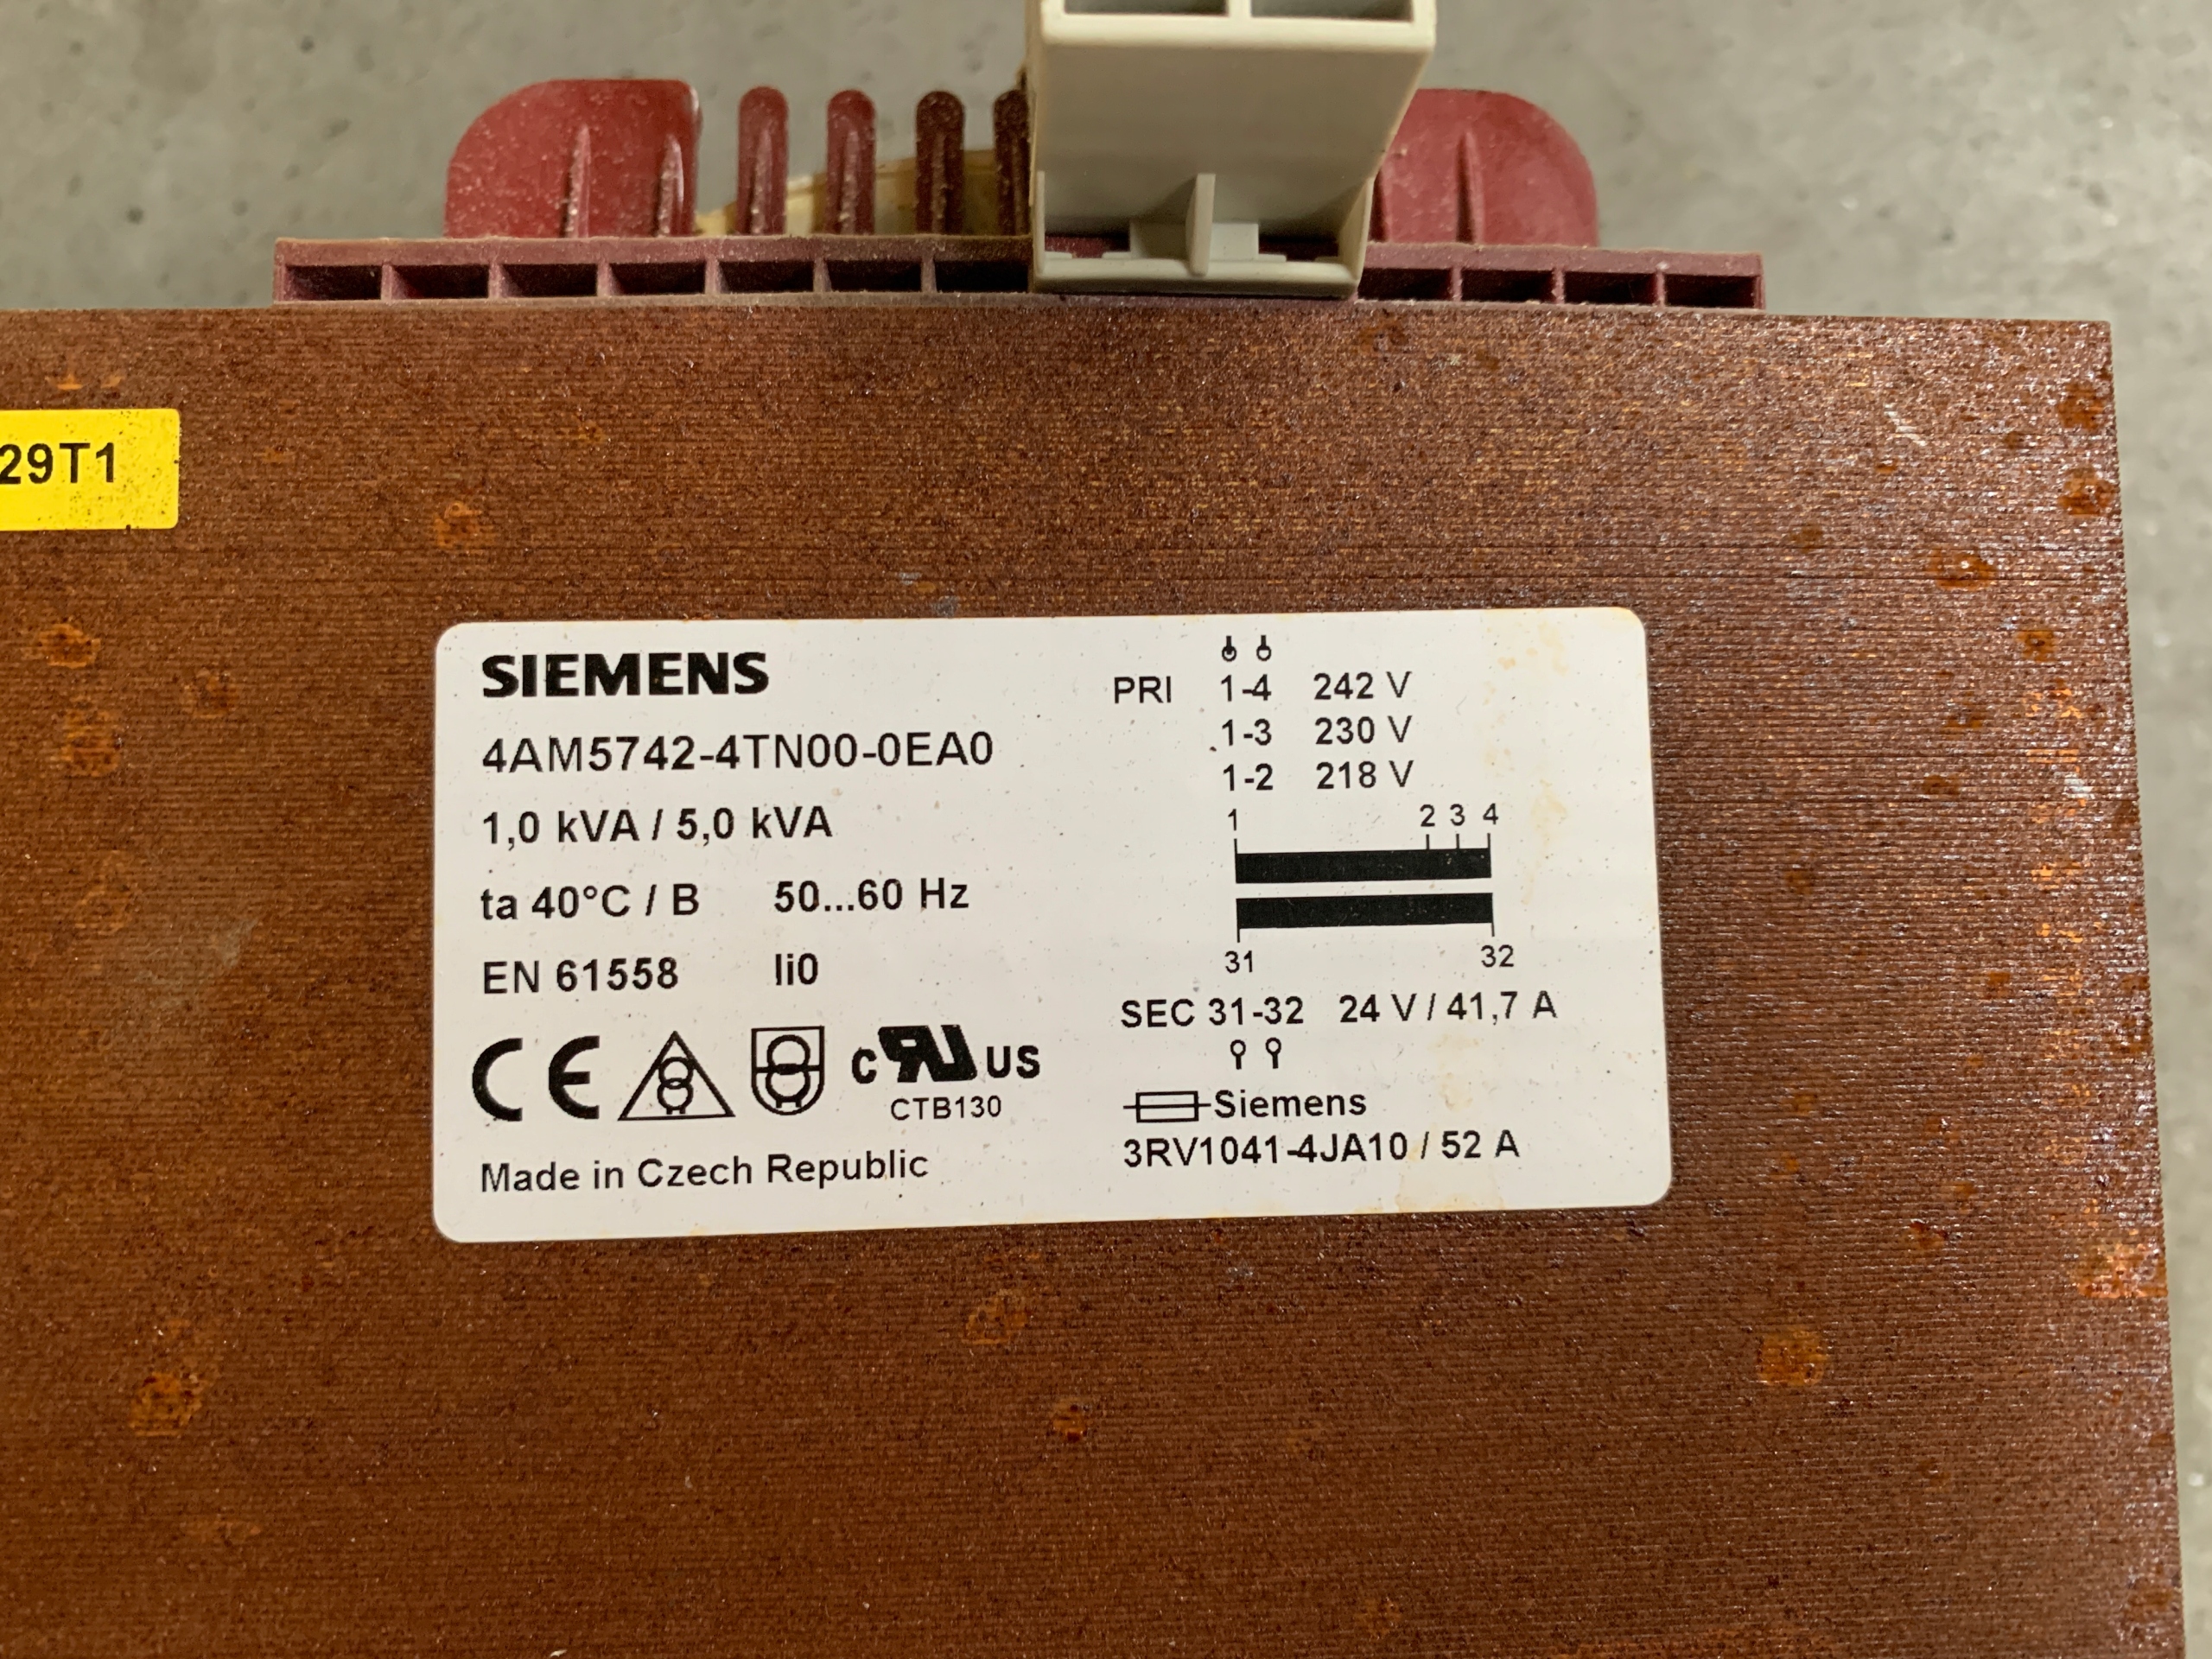 29T1
SIEMENS
4AM5742-4TN00-0EA0
1,0 kVA / 5,0 kVA
ta 40°C / B 50...60 Hz
EN 61558 Ii0
CE c RU US
CTB130
Made in Czech Republic
PRI 1-4 242 V
1-3 230 V
1-2 218 V
1 2 3 4
31 32
SEC 31-32 24 V / 41,7 A
Siemens
3RV1041-4JA10 / 52 A